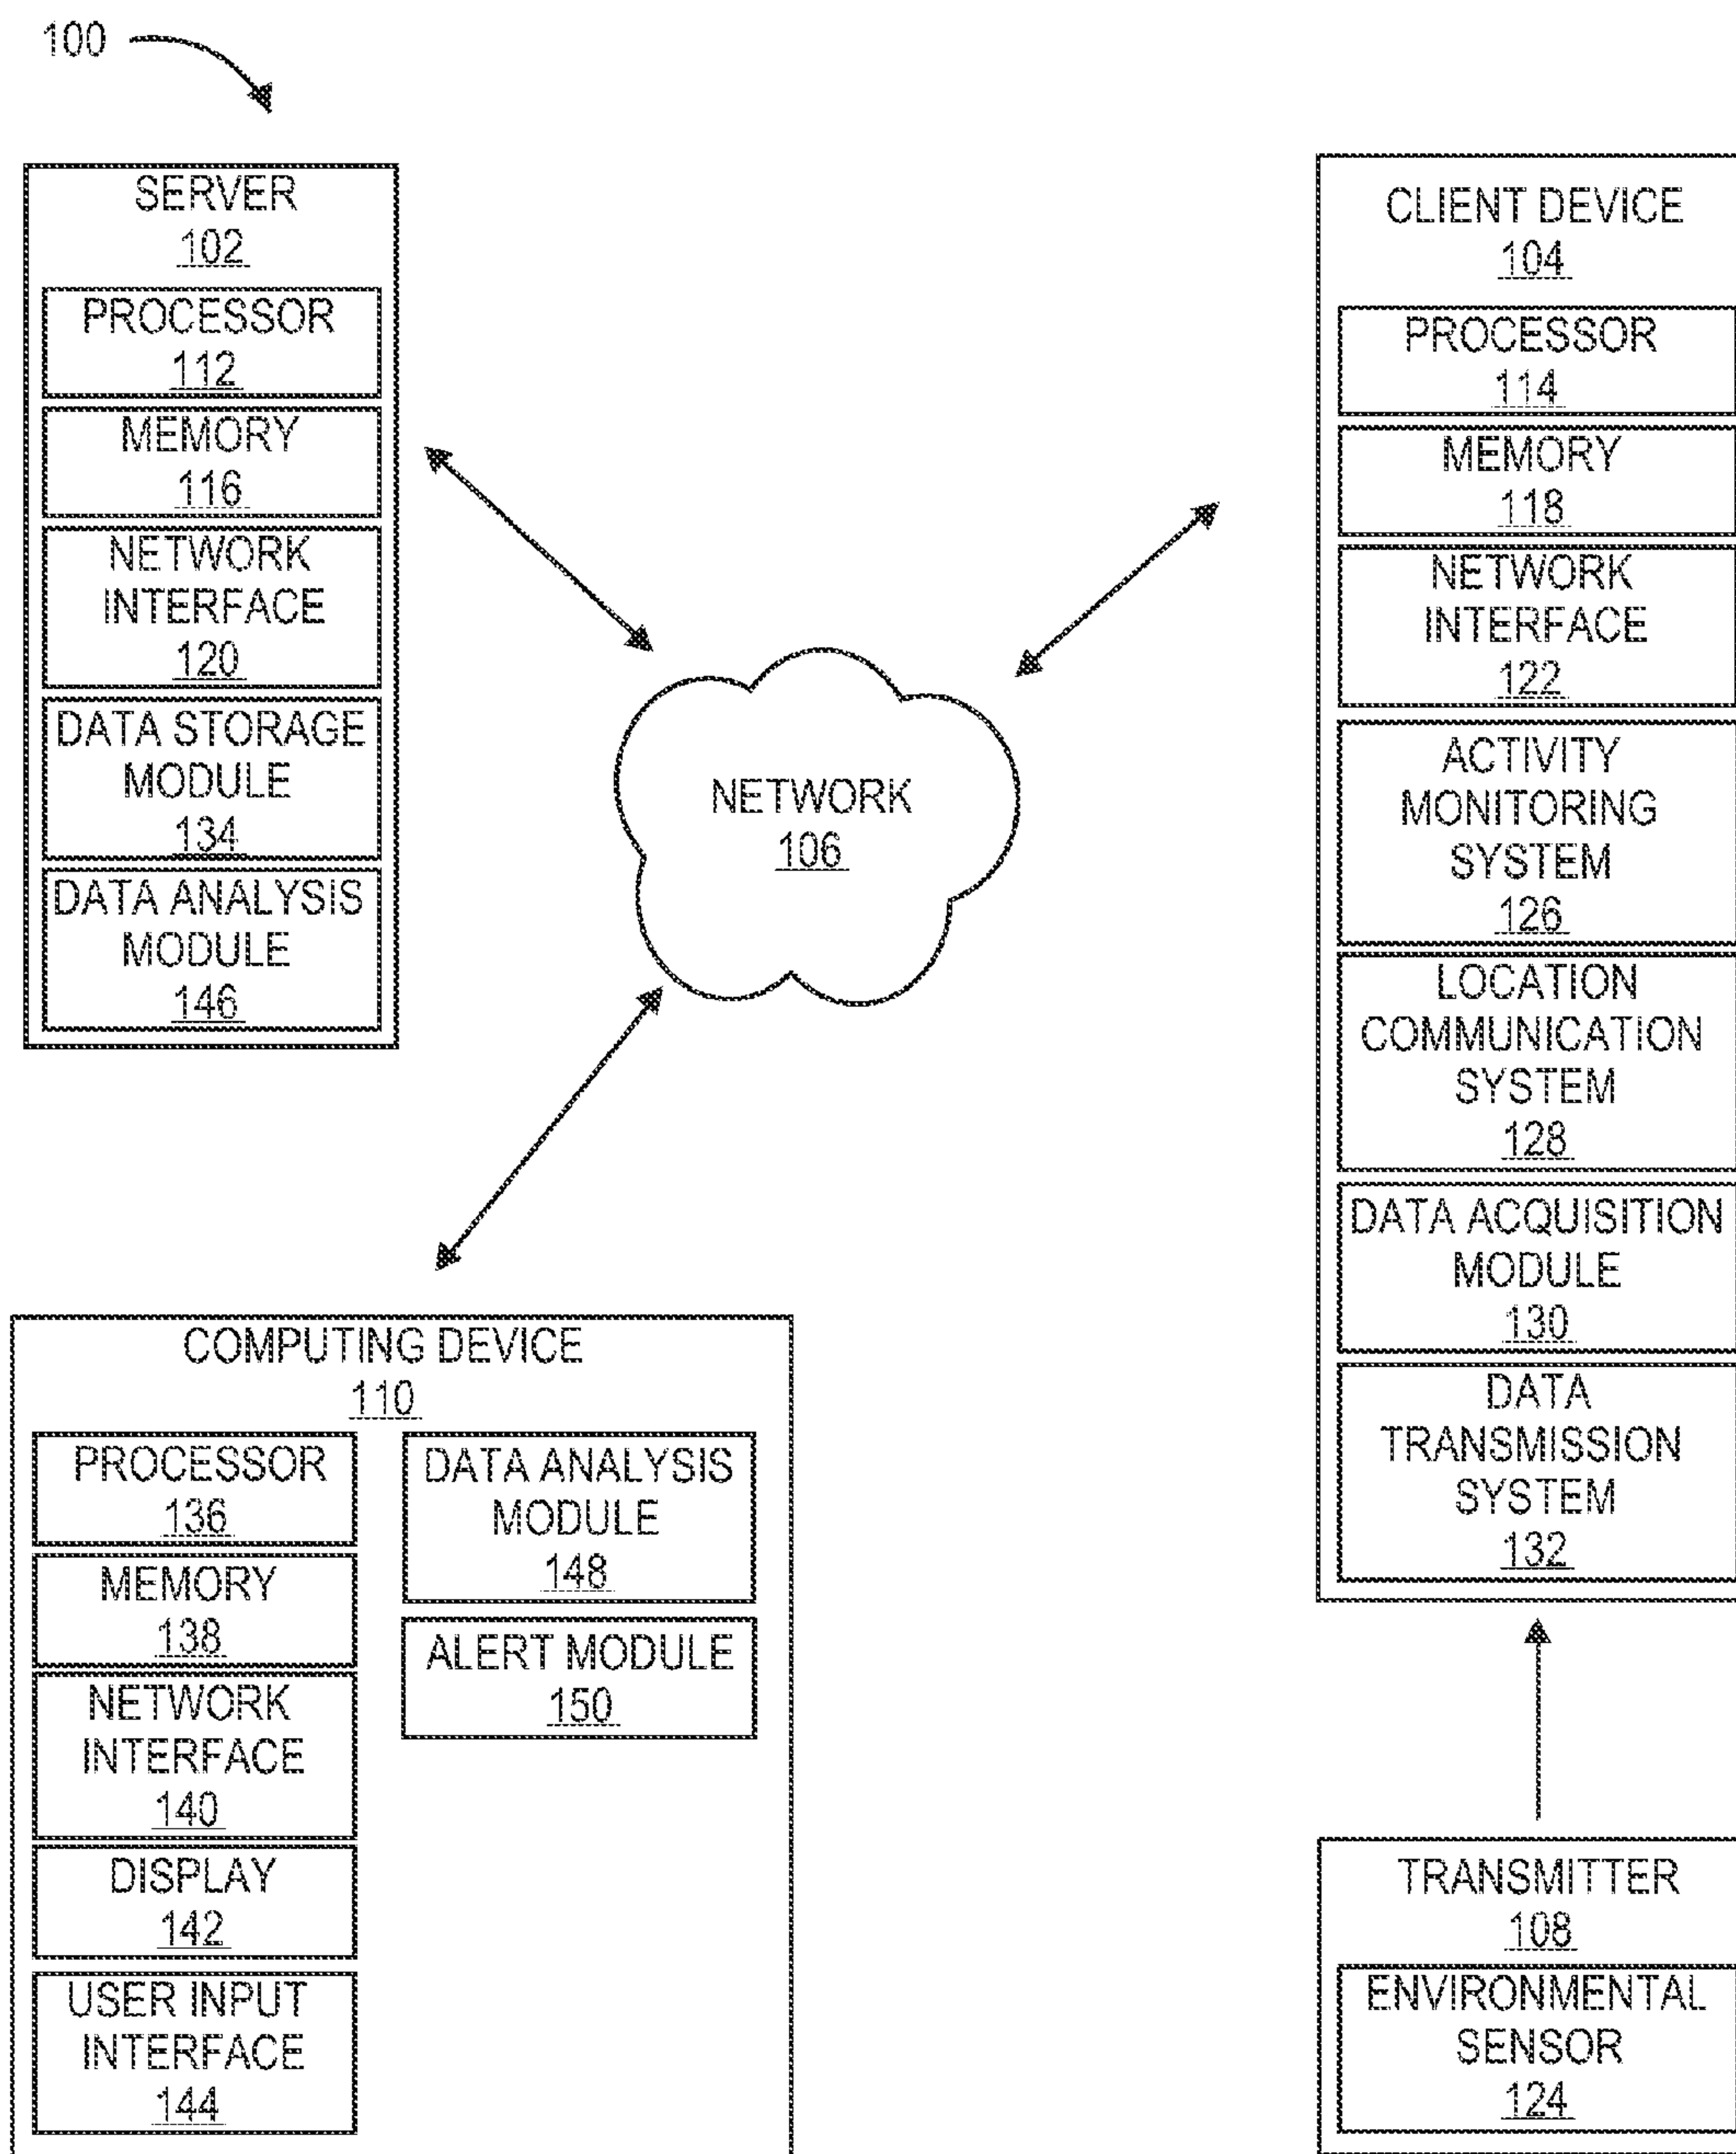 100
SERVER
102
PROCESSOR
112
MEMORY
116
NETWORK
INTERFACE
120
DATA STORAGE
MODULE
134
DATA ANALYSIS
MODULE
146
NETWORK
106
CLIENT DEVICE
104
PROCESSOR
114
MEMORY
118
NETWORK
INTERFACE
122
ACTIVITY
MONITORING
SYSTEM
126
LOCATION
COMMUNICATION
SYSTEM
128
DATA ACQUISITION
MODULE
130
DATA
TRANSMISSION
SYSTEM
132
COMPUTING DEVICE
110
PROCESSOR
136
MEMORY
138
NETWORK
INTERFACE
140
DISPLAY
142
USER INPUT
INTERFACE
144
DATA ANALYSIS
MODULE
148
ALERT MODULE
150
TRANSMITTER
108
ENVIRONMENTAL
SENSOR
124